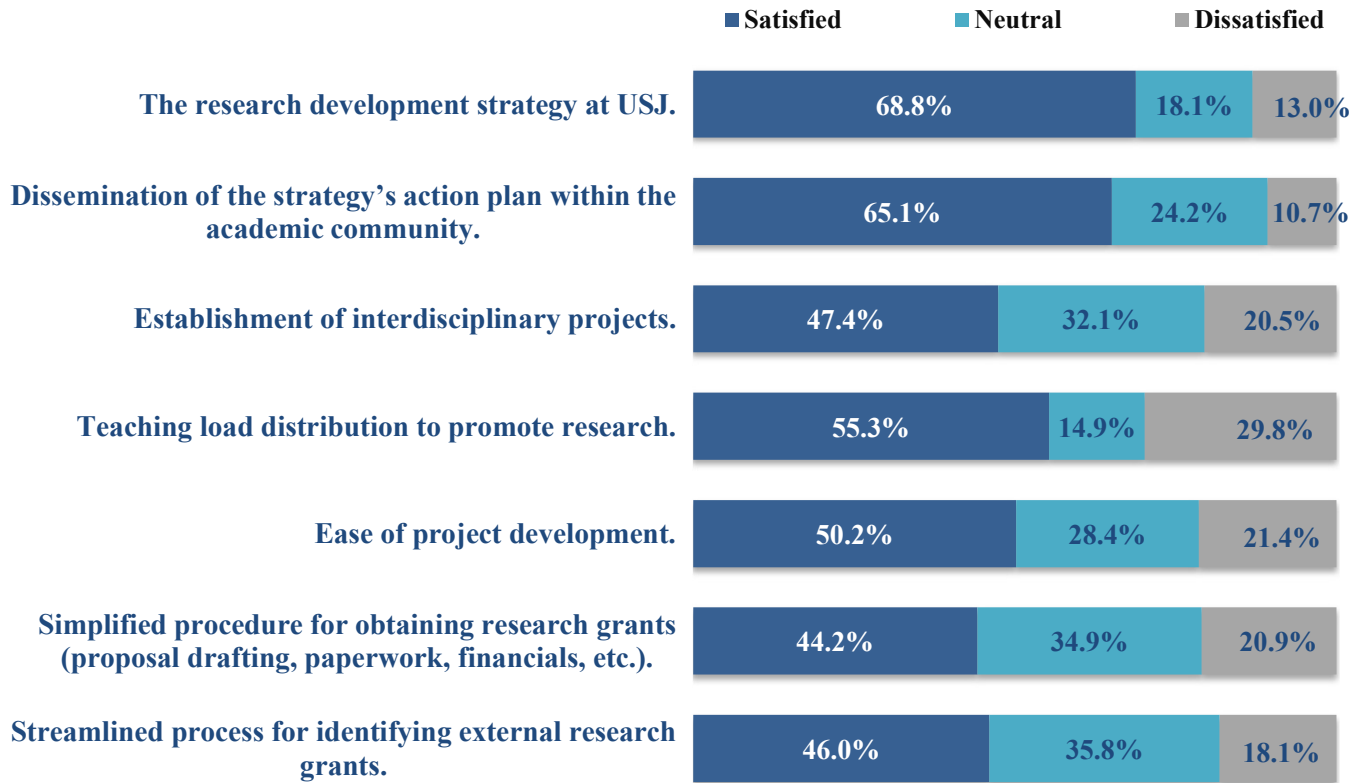 Satisfied Neutral Dissatisfied
The research development strategy at USJ. 68.8% 18.1% 13.0%
Dissemination of the strategy’s action plan within the
academic community. 65.1% 24.2% 10.7%
Establishment of interdisciplinary projects. 47.4% 32.1% 20.5%
Teaching load distribution to promote research. 55.3% 14.9% 29.8%
Ease of project development. 50.2% 28.4% 21.4%
Simplified procedure for obtaining research grants
(proposal drafting, paperwork, financials, etc.). 44.2% 34.9% 20.9%
Streamlined process for identifying external research
grants. 46.0% 35.8% 18.1%